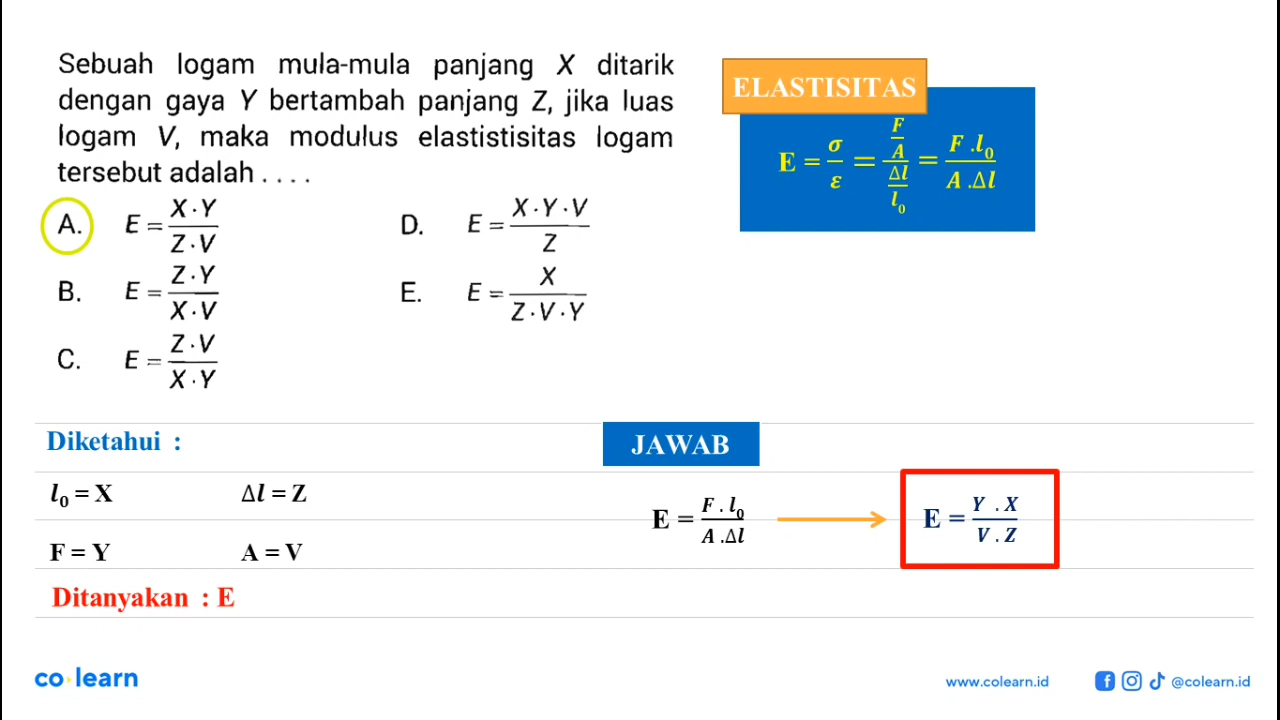 Sebuah logam mula-mula panjang X ditarik
dengan gaya Y bertambah panjang Z, jika luas
logam V, maka modulus elastistisitas logam
tersebut adalah . . . .
A. E = X·Y / Z·V
B. E = Z·Y / X·V
C. E = Z·V / X·Y
D. E = X·Y·V / Z
E. E = X / Z·V·Y
ELASTISITAS
E = σ/ε = (F/A)/(Δl/l₀) = F .l₀ / A .Δl
Diketahui :
l₀ = X Δl = Z
F = Y A = V
Ditanyakan : E
JAWAB
E = F . l₀ / A .Δl → E = Y . X / V . Z
co learn
www.colearn.id
@colearn.id